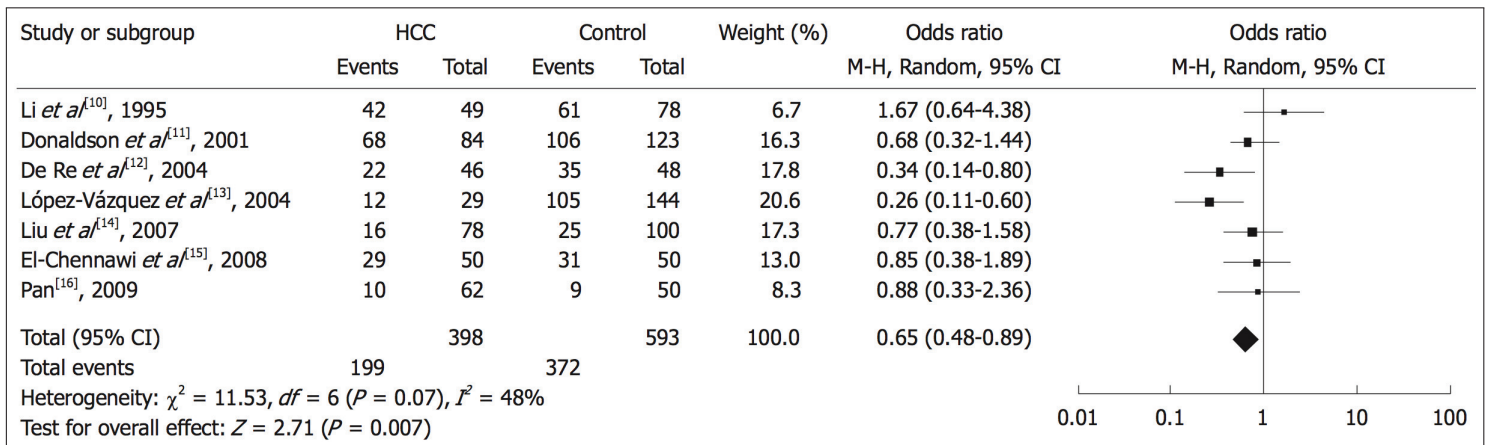 Study or subgroup HCC Control Weight (%) Odds ratio Odds ratio
Events Total Events Total M-H, Random, 95% CI M-H, Random, 95% CI
Li et al[10], 1995 42 49 61 78 6.7 1.67 (0.64-4.38)
Donaldson et al[11], 2001 68 84 106 123 16.3 0.68 (0.32-1.44)
De Re et al[12], 2004 22 46 35 48 17.8 0.34 (0.14-0.80)
López-Vázquez et al[13], 2004 12 29 105 144 20.6 0.26 (0.11-0.60)
Liu et al[14], 2007 16 78 25 100 17.3 0.77 (0.38-1.58)
El-Chennawi et al[15], 2008 29 50 31 50 13.0 0.85 (0.38-1.89)
Pan[16], 2009 10 62 9 50 8.3 0.88 (0.33-2.36)
Total (95% CI) 398 593 100.0 0.65 (0.48-0.89)
Total events 199 372
Heterogeneity: χ² = 11.53, df = 6 (P = 0.07), I² = 48%
Test for overall effect: Z = 2.71 (P = 0.007)
0.01 0.1 1 10 100